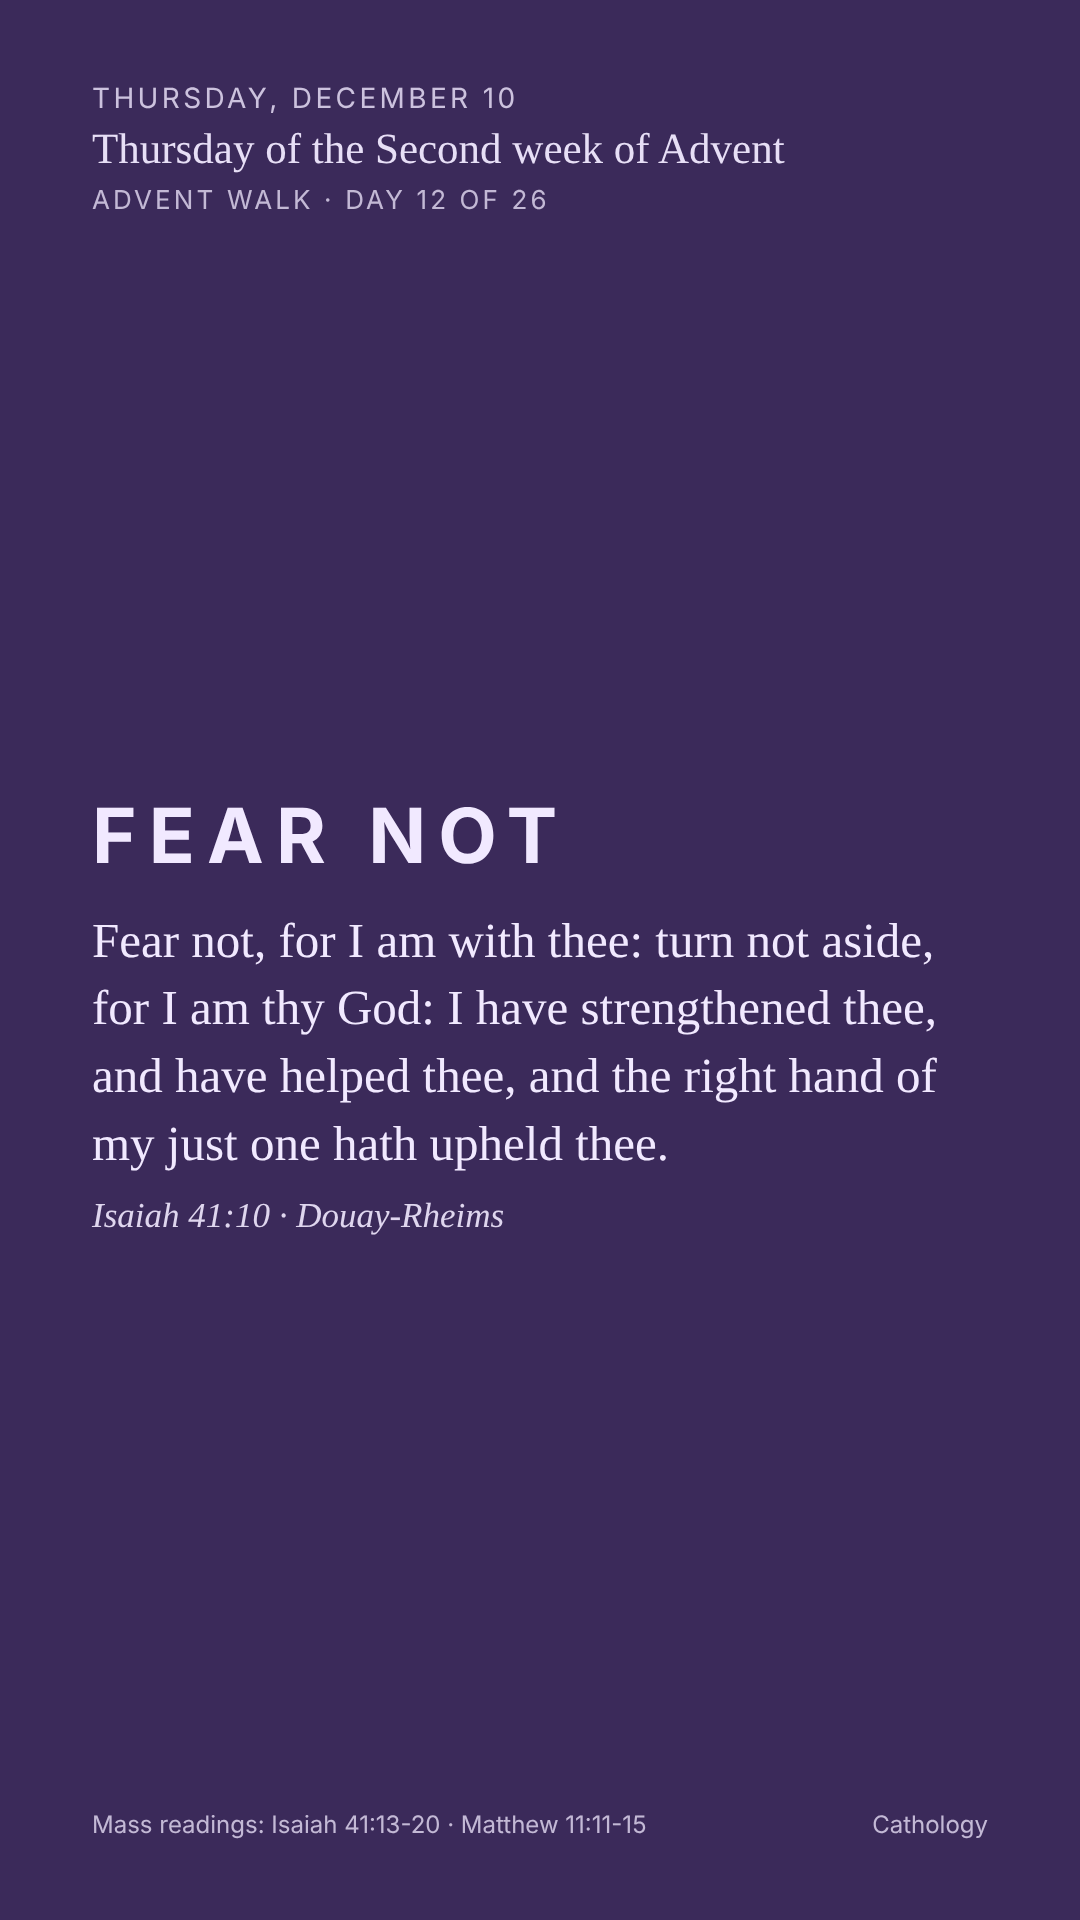 THURSDAY, DECEMBER 10
Thursday of the Second week of Advent
ADVENT WALK · DAY 12 OF 26
FEAR NOT
Fear not, for I am with thee: turn not aside,
for I am thy God: I have strengthened thee,
and have helped thee, and the right hand of
my just one hath upheld thee.
Isaiah 41:10 · Douay-Rheims
Mass readings: Isaiah 41:13-20 · Matthew 11:11-15
Cathology